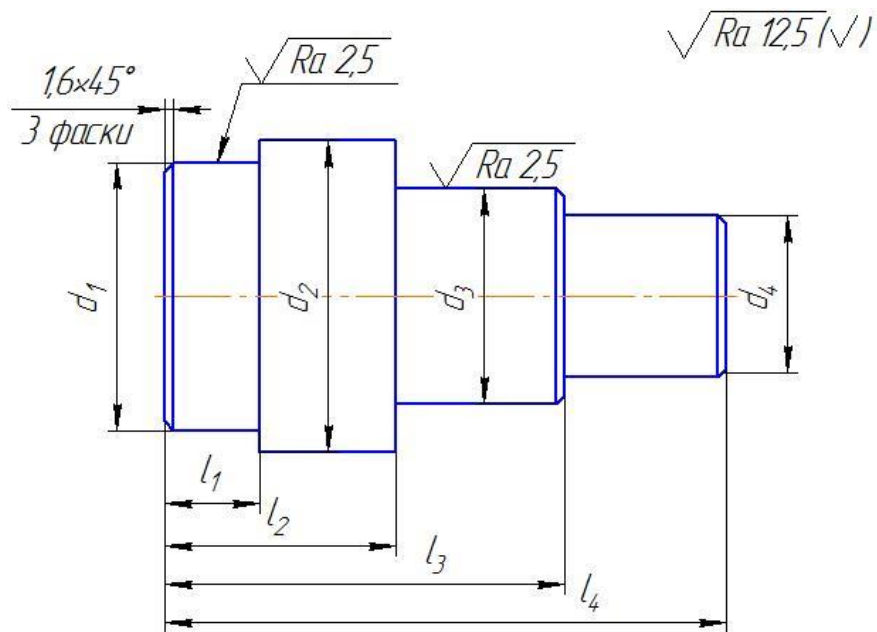 Ra 12,5 (√)
Ra 2,5
1,6×45°
3 фаски
Ra 2,5
d₁
d₂
d₃
d₄
l₁
l₂
l₃
l₄